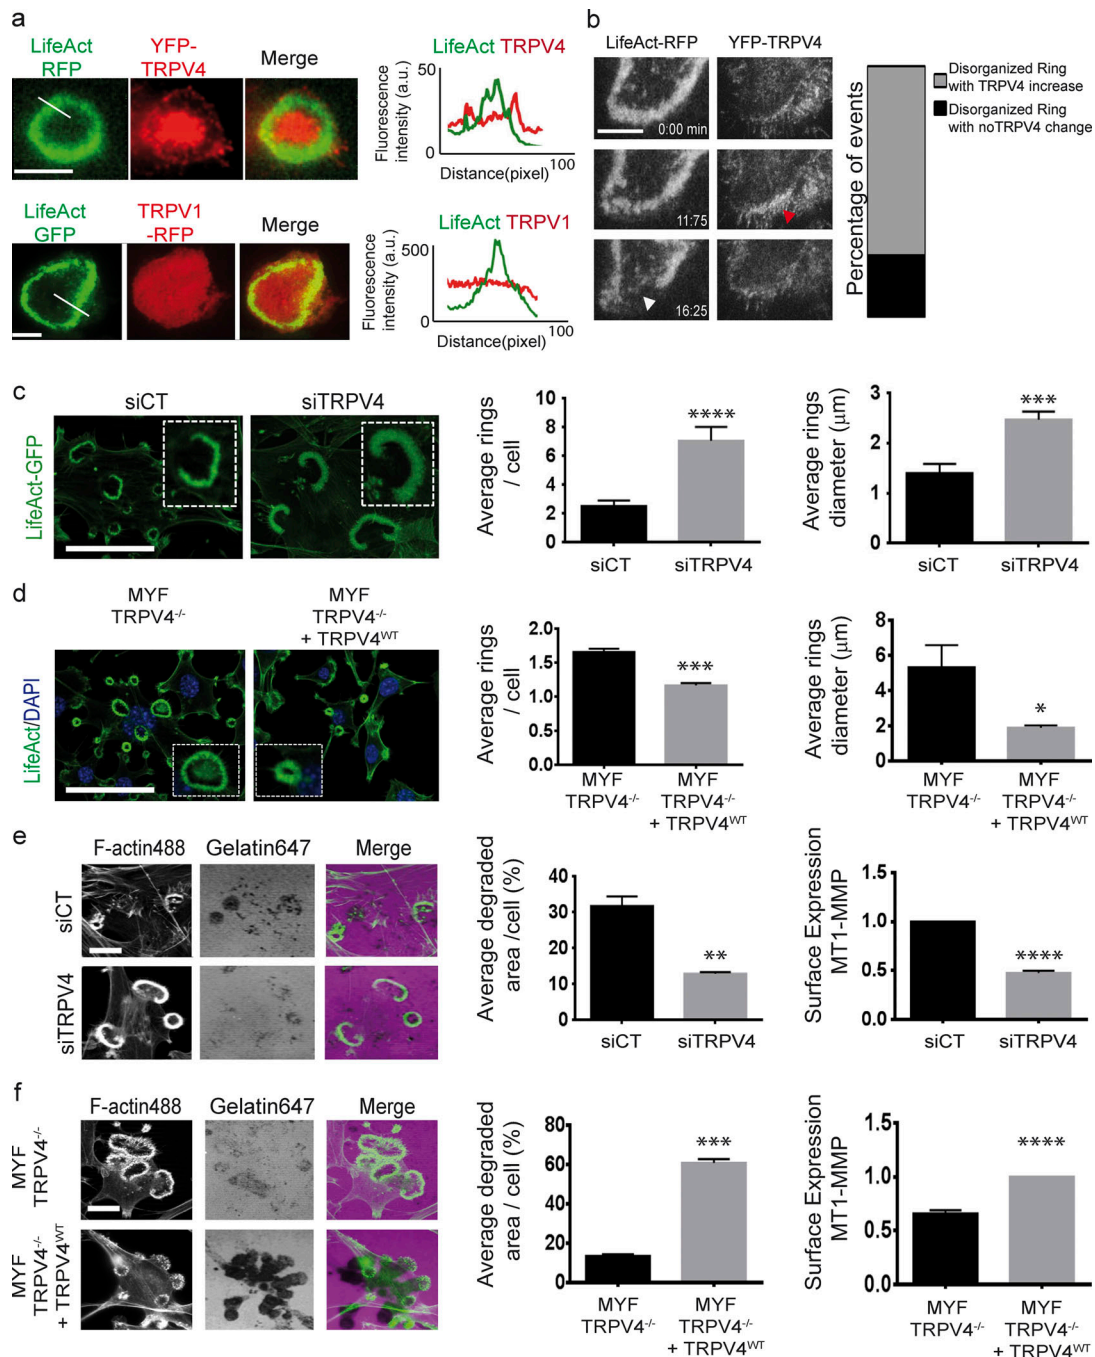 a
LifeAct
RFP
YFP-
TRPV4
Merge
LifeAct TRPV4
Fluorescence
intensity (a.u.)
50
0
100
Distance(pixel)
LifeAct
GFP
TRPV1
-RFP
Merge
LifeAct TRPV1
Fluorescence
intensity (a.u.)
500
0
100
Distance(pixel)
b
LifeAct-RFP
YFP-TRPV4
0:00 min
11:75
16:25
Percentage of events
Disorganized Ring
with TRPV4 increase
Disorganized Ring
with noTRPV4 change
c
siCT
siTRPV4
LifeAct-GFP
Average rings
/ cell
10
8
6
4
2
0
****
siCT
siTRPV4
Average rings
diameter (μm)
3
2
1
0
***
siCT
siTRPV4
d
MYF
TRPV4-/-
MYF
TRPV4-/-
+ TRPV4WT
LifeAct/DAPI
Average rings
/ cell
2.0
1.5
1.0
0.5
0.0
***
MYF
TRPV4-/-
MYF
TRPV4-/-
+ TRPV4WT
Average rings
diameter (μm)
8
6
4
2
0
*
MYF
TRPV4-/-
MYF
TRPV4-/-
+ TRPV4WT
e
F-actin488
Gelatin647
Merge
siCT
siTRPV4
Average degraded
area /cell (%)
40
30
20
10
0
**
siCT
siTRPV4
Surface Expression
MT1-MMP
1.5
1.0
0.5
0.0
****
siCT
siTRPV4
f
F-actin488
Gelatin647
Merge
MYF
TRPV4-/-
MYF
TRPV4-/-
+ TRPV4WT
Average degraded
area / cell (%)
80
60
40
20
0
***
MYF
TRPV4-/-
MYF
TRPV4-/-
+ TRPV4WT
Surface Expression
MT1-MMP
1.5
1.0
0.5
0.0
****
MYF
TRPV4-/-
MYF
TRPV4-/-
+ TRPV4WT